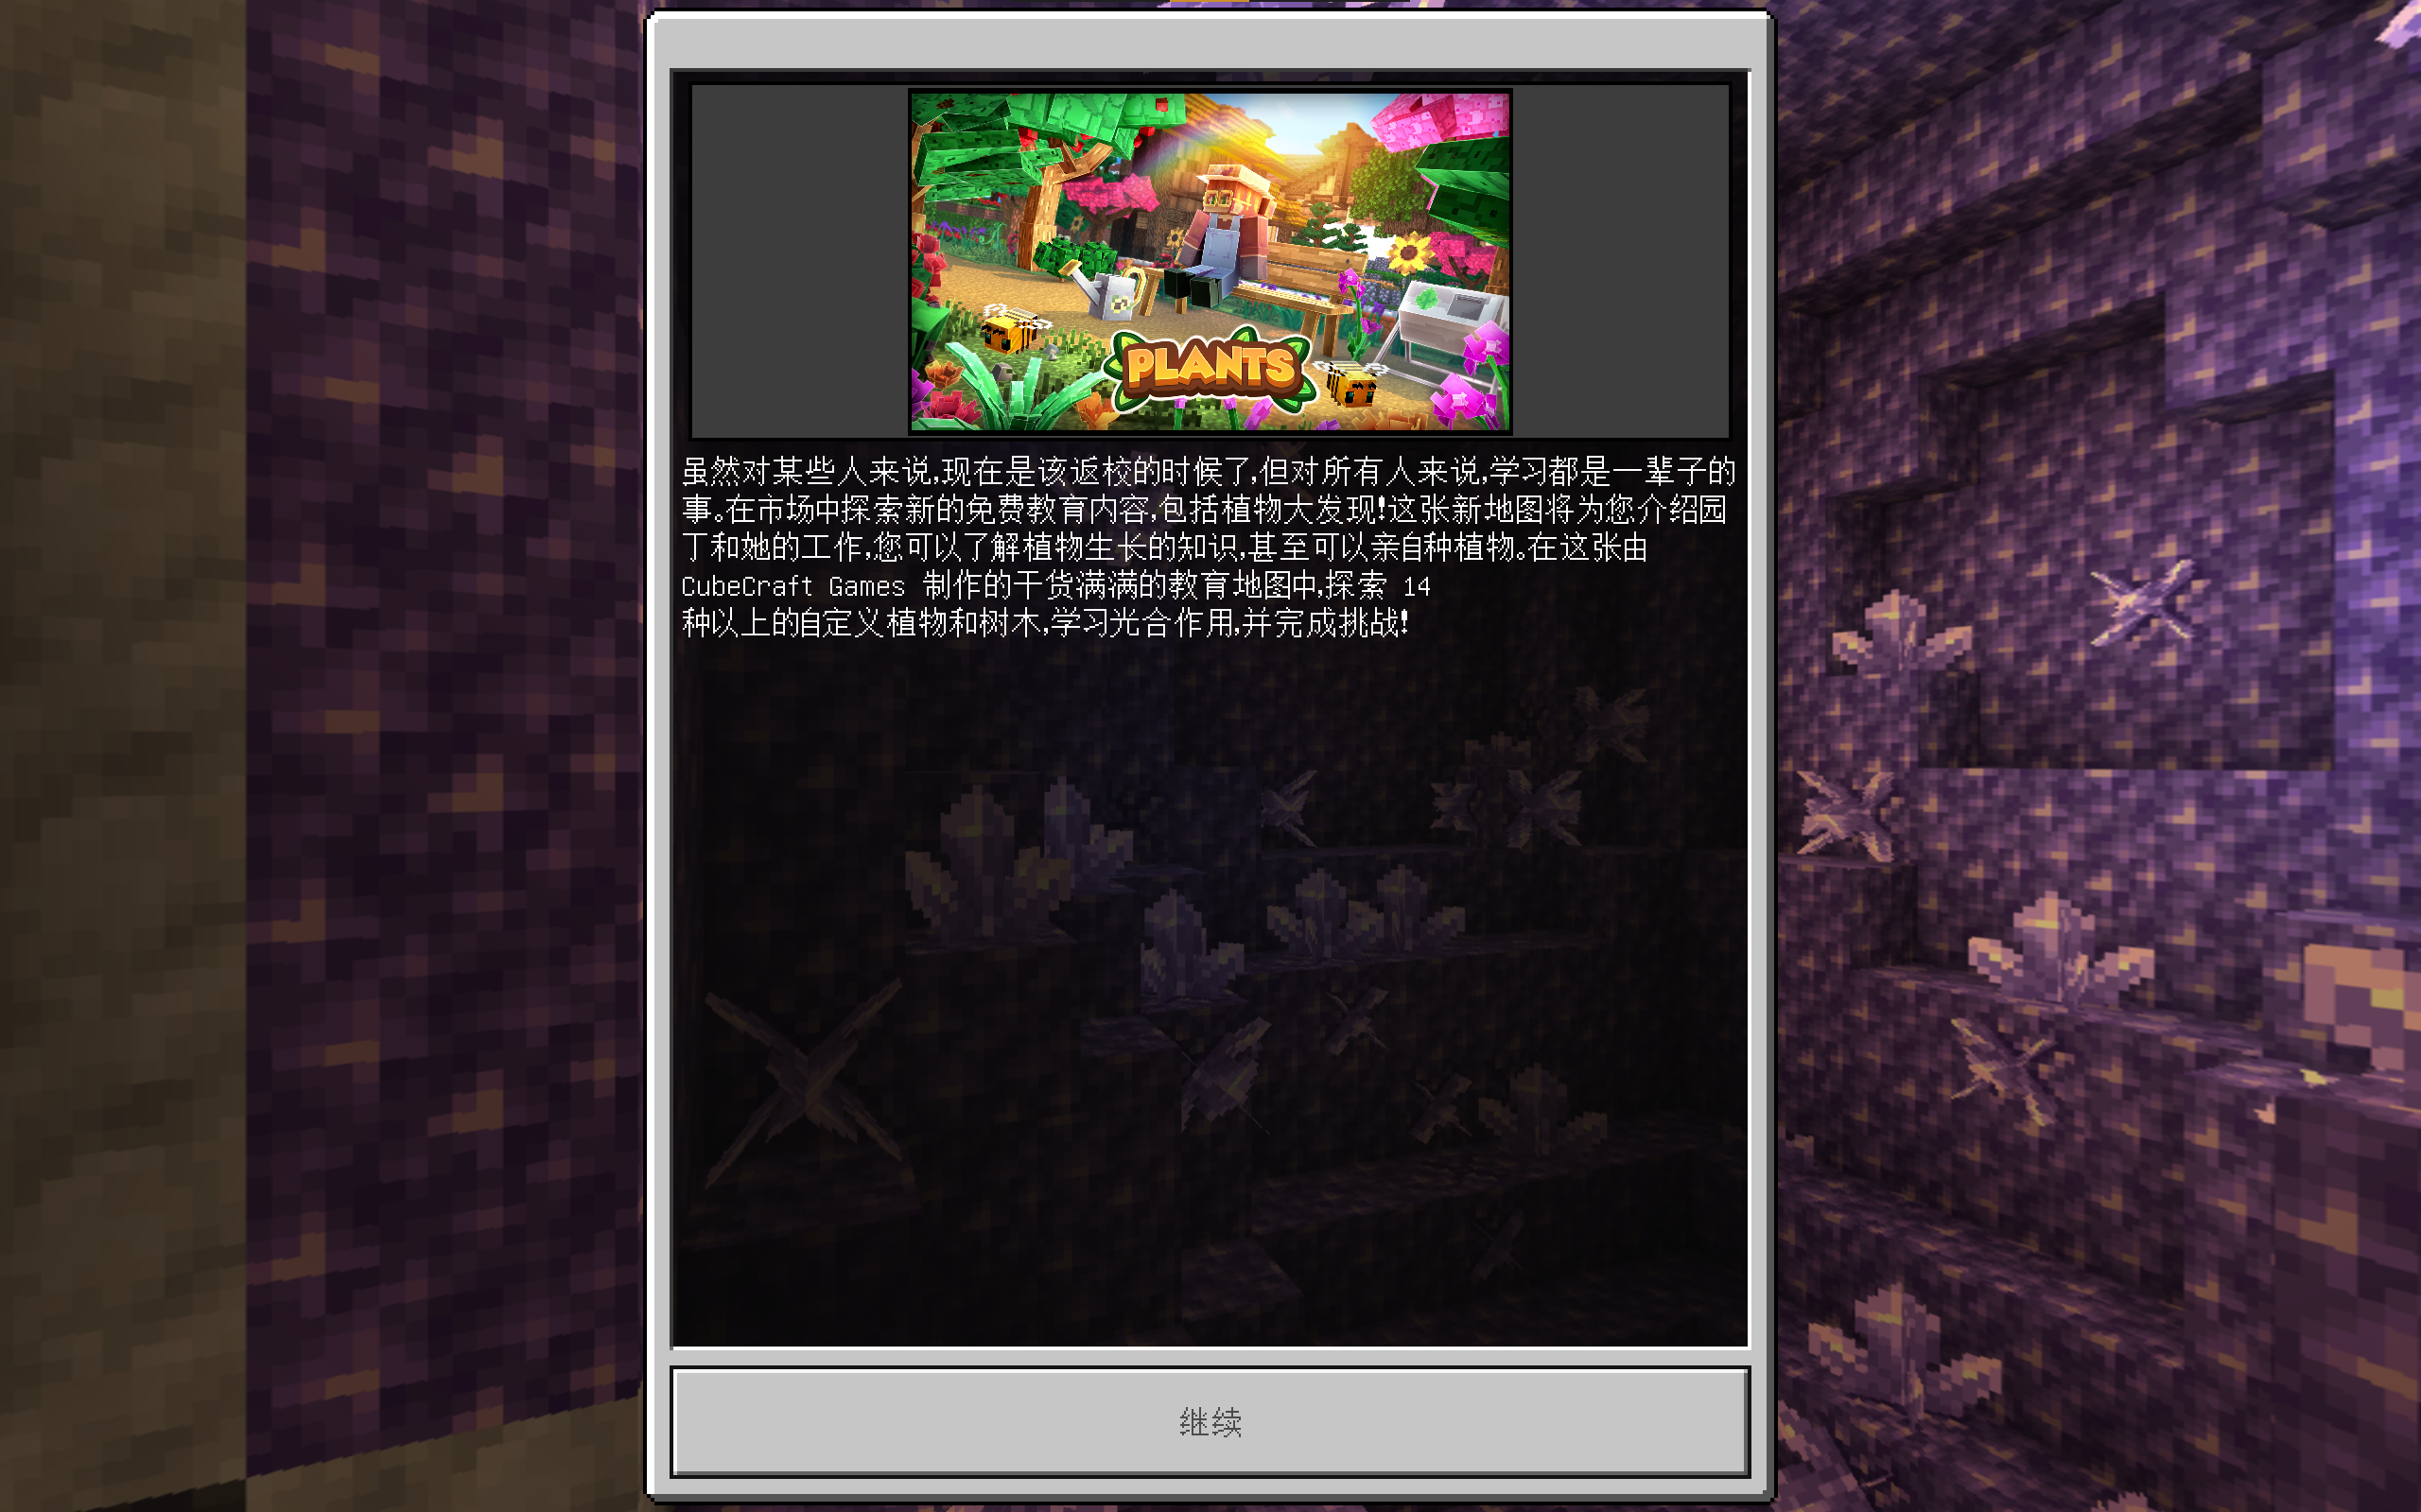 PLANTS
虽然对某些人来说,现在是该返校的时候了,但对所有人来说,学习都是一辈子的
事。在市场中探索新的免费教育内容,包括植物大发现!这张新地图将为您介绍园
丁和她的工作,您可以了解植物生长的知识,甚至可以亲自种植物。在这张由
CubeCraft Games 制作的干货满满的教育地图中,探索 14
种以上的自定义植物和树木,学习光合作用,并完成挑战!
继续